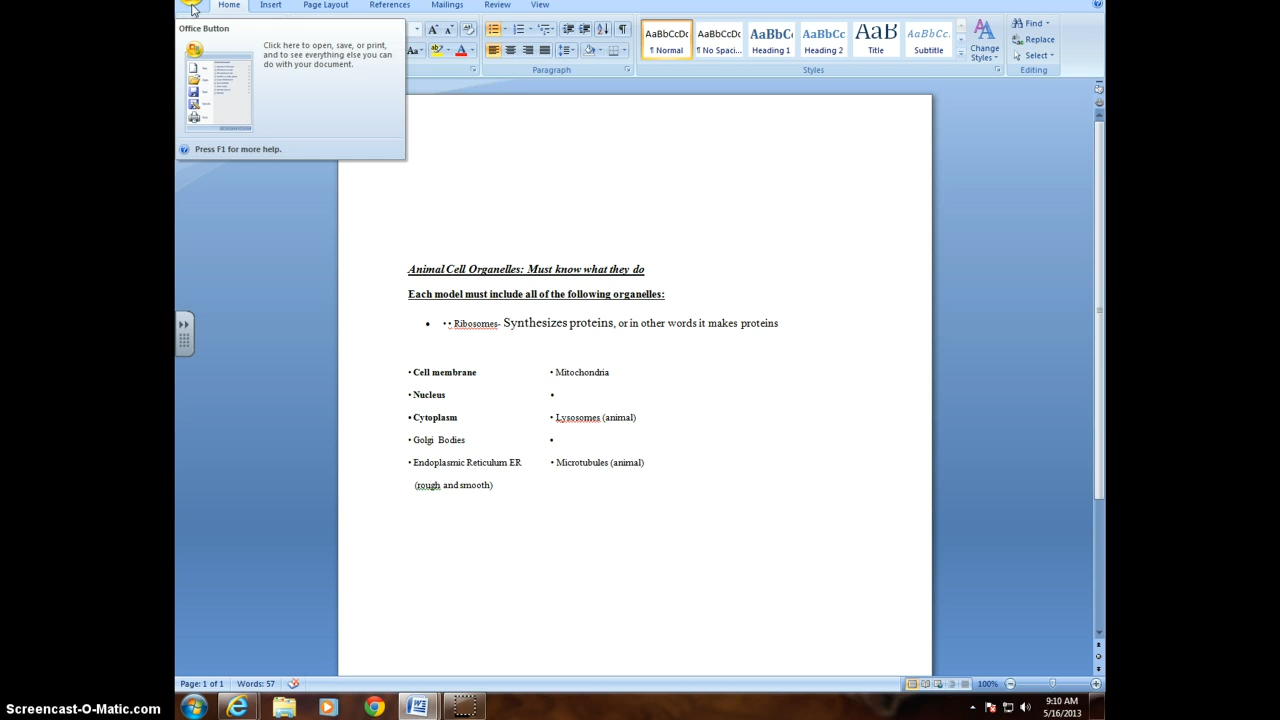 Home Insert Page Layout References Mailings Review View
Office Button
Click here to open, save, or print,
and to see everything else you can
do with your document.
Press F1 for more help.
Aa
A
AaBbCcDc AaBbCcDc AaBbC AaBbCc AaB AaBbCc.
¶ Normal ¶ No Spaci... Heading 1 Heading 2 Title Subtitle
Change
Styles
Find
Replace
Select
Paragraph Styles Editing
Animal Cell Organelles: Must know what they do
Each model must include all of the following organelles:
• • • Ribosomes- Synthesizes proteins, or in other words it makes proteins
• Cell membrane • Mitochondria
• Nucleus •
• Cytoplasm • Lysosomes (animal)
• Golgi Bodies •
• Endoplasmic Reticulum ER • Microtubules (animal)
(rough and smooth)
Page: 1 of 1 Words: 57 100%
9:10 AM
5/16/2013
Screencast-O-Matic.com